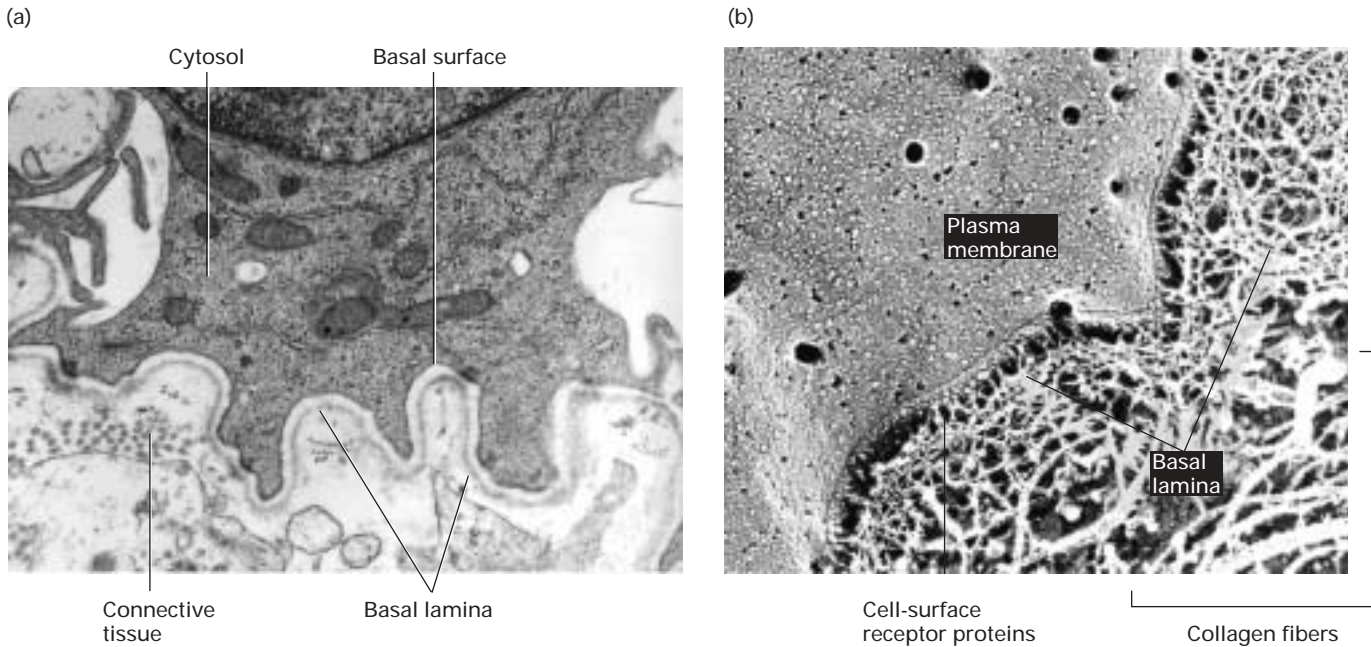 (a)
(b)
Cytosol
Basal surface
Plasma
membrane
Basal
lamina
Connective
tissue
Basal lamina
Cell-surface
receptor proteins
Collagen fibers